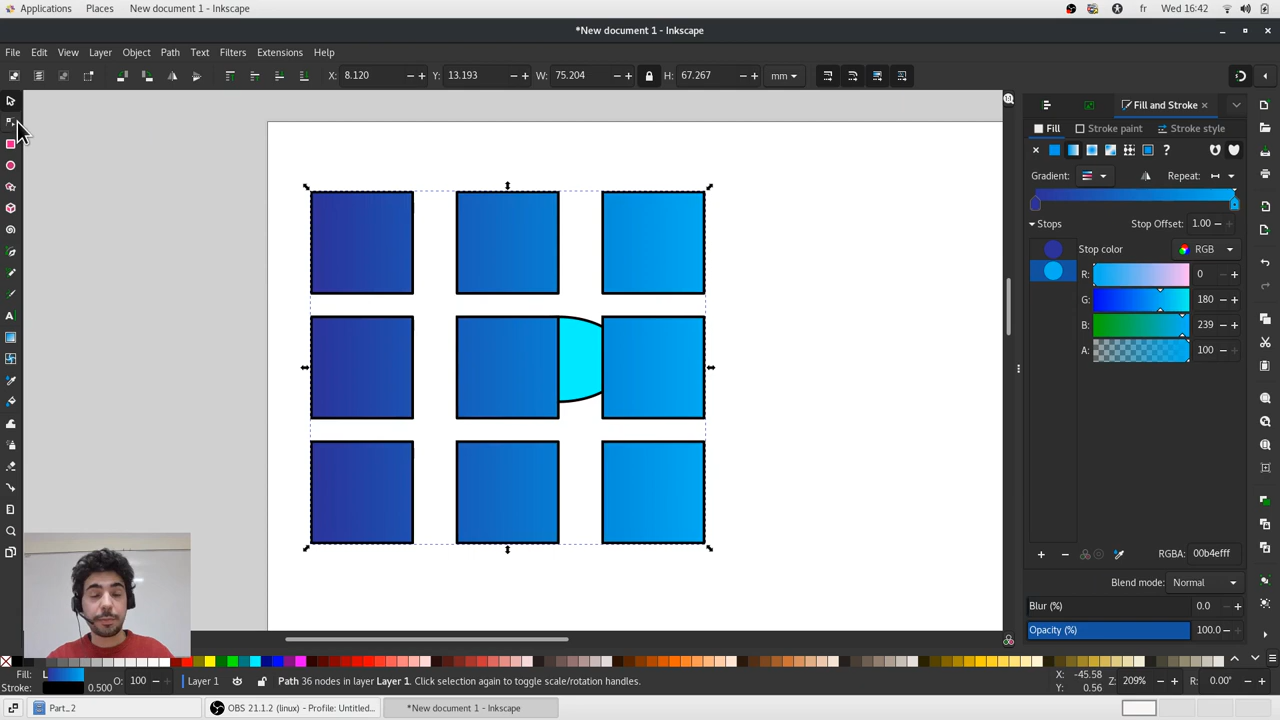 Applications Places New document 1 - Inkscape fr Wed 16:42
*New document 1 - Inkscape
File Edit View Layer Object Path Text Filters Extensions Help
X: 8.120 Y: 13.193 W: 75.204 H: 67.267 mm
Fill and Stroke
Fill Stroke paint Stroke style
Gradient: Repeat:
Stops Stop Offset: 1.00
Stop color RGB
R: 0
G: 180
B: 239
A: 100
RGBA: 00b4efff
Blend mode: Normal
Blur (%) 0.0
Opacity (%) 100.0
Fill: L O: 100 Layer 1 Path 36 nodes in layer Layer 1. Click selection again to toggle scale/rotation handles. X: -45.58 Z: 209% R: 0.00°
Stroke: 0.500 Y: 0.56
Part_2 OBS 21.1.2 (linux) - Profile: Untitled... *New document 1 - Inkscape